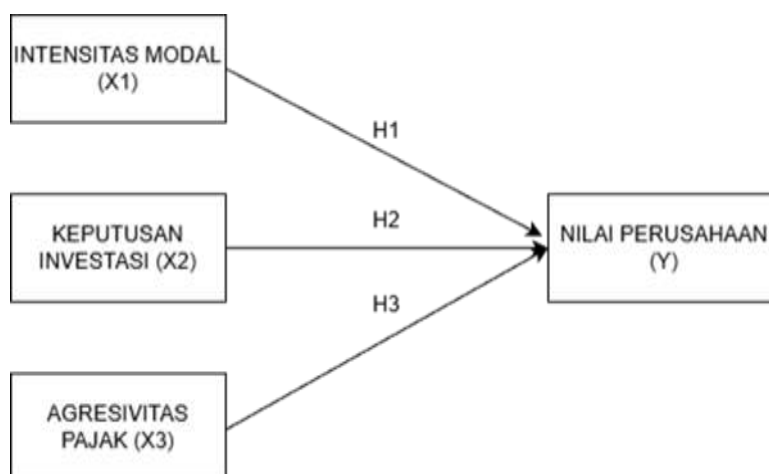 INTENSITAS MODAL
(X1)
H1
KEPUTUSAN
INVESTASI (X2)
H2
NILAI PERUSAHAAN
(Y)
H3
AGRESIVITAS
PAJAK (X3)